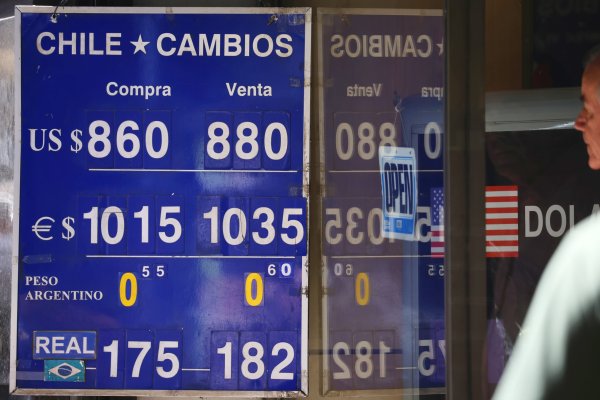 CHILE ★ CAMBIOS
Compra Venta
US $ 860 880
€ $ 1015 1035
PESO ARGENTINO 0 55 0 60
REAL 175 182
OPEN
DOLA